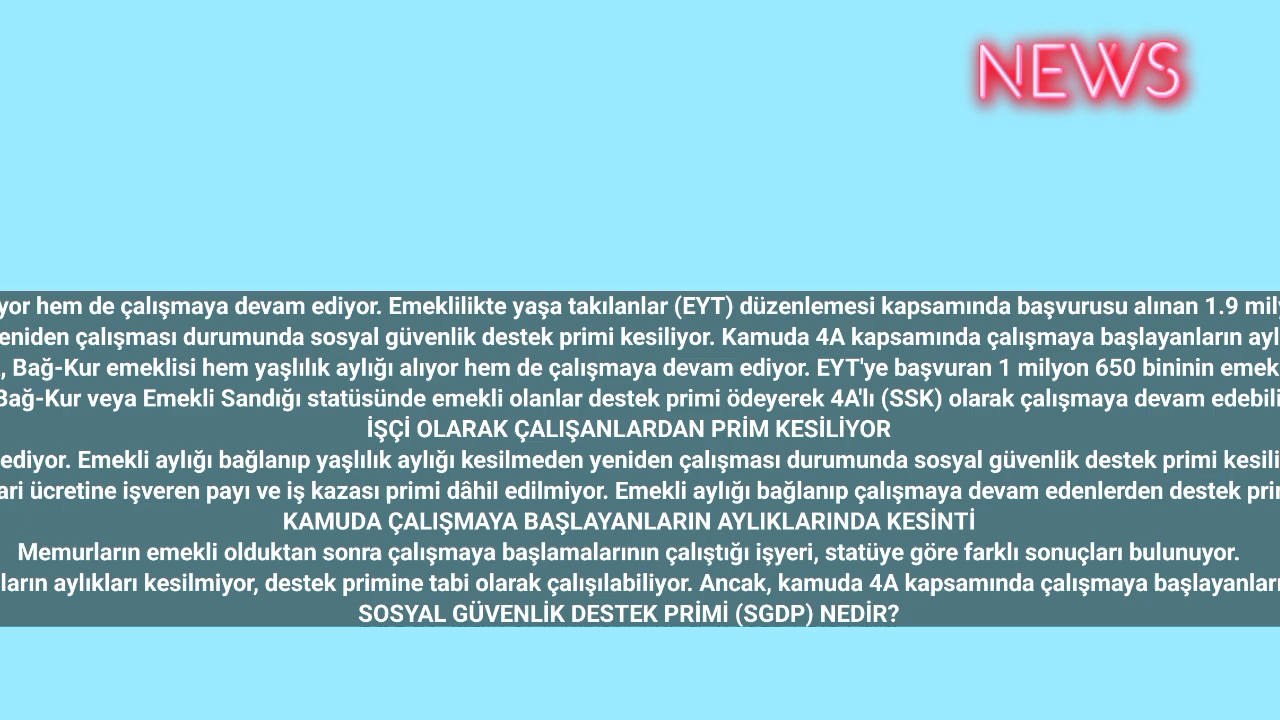 NEWS
yor hem de çalışmaya devam ediyor. Emeklilikte yaşa takılanlar (EYT) düzenlemesi kapsamında başvurusu alınan 1.9 mily
eniden çalışması durumunda sosyal güvenlik destek primi kesiliyor. Kamuda 4A kapsamında çalışmaya başlayanların ayl
, Bağ-Kur emeklisi hem yaşlılık aylığı alıyor hem de çalışmaya devam ediyor. EYT'ye başvuran 1 milyon 650 bininin emek
Bağ-Kur veya Emekli Sandığı statüsünde emekli olanlar destek primi ödeyerek 4A'lı (SSK) olarak çalışmaya devam edebili
İŞÇİ OLARAK ÇALIŞANLARDAN PRİM KESİLİYOR
ediyor. Emekli aylığı bağlanıp yaşlılık aylığı kesilmeden yeniden çalışması durumunda sosyal güvenlik destek primi kesili
ari ücretine işveren payı ve iş kazası primi dâhil edilmiyor. Emekli aylığı bağlanıp çalışmaya devam edenlerden destek prim
KAMUDA ÇALIŞMAYA BAŞLAYANLARIN AYLIKLARINDA KESİNTİ
Memurların emekli olduktan sonra çalışmaya başlamalarının çalıştığı işyeri, statüye göre farklı sonuçları bulunuyor.
ların aylıkları kesilmiyor, destek primine tabi olarak çalışılabiliyor. Ancak, kamuda 4A kapsamında çalışmaya başlayanları
SOSYAL GÜVENLİK DESTEK PRİMİ (SGDP) NEDİR?